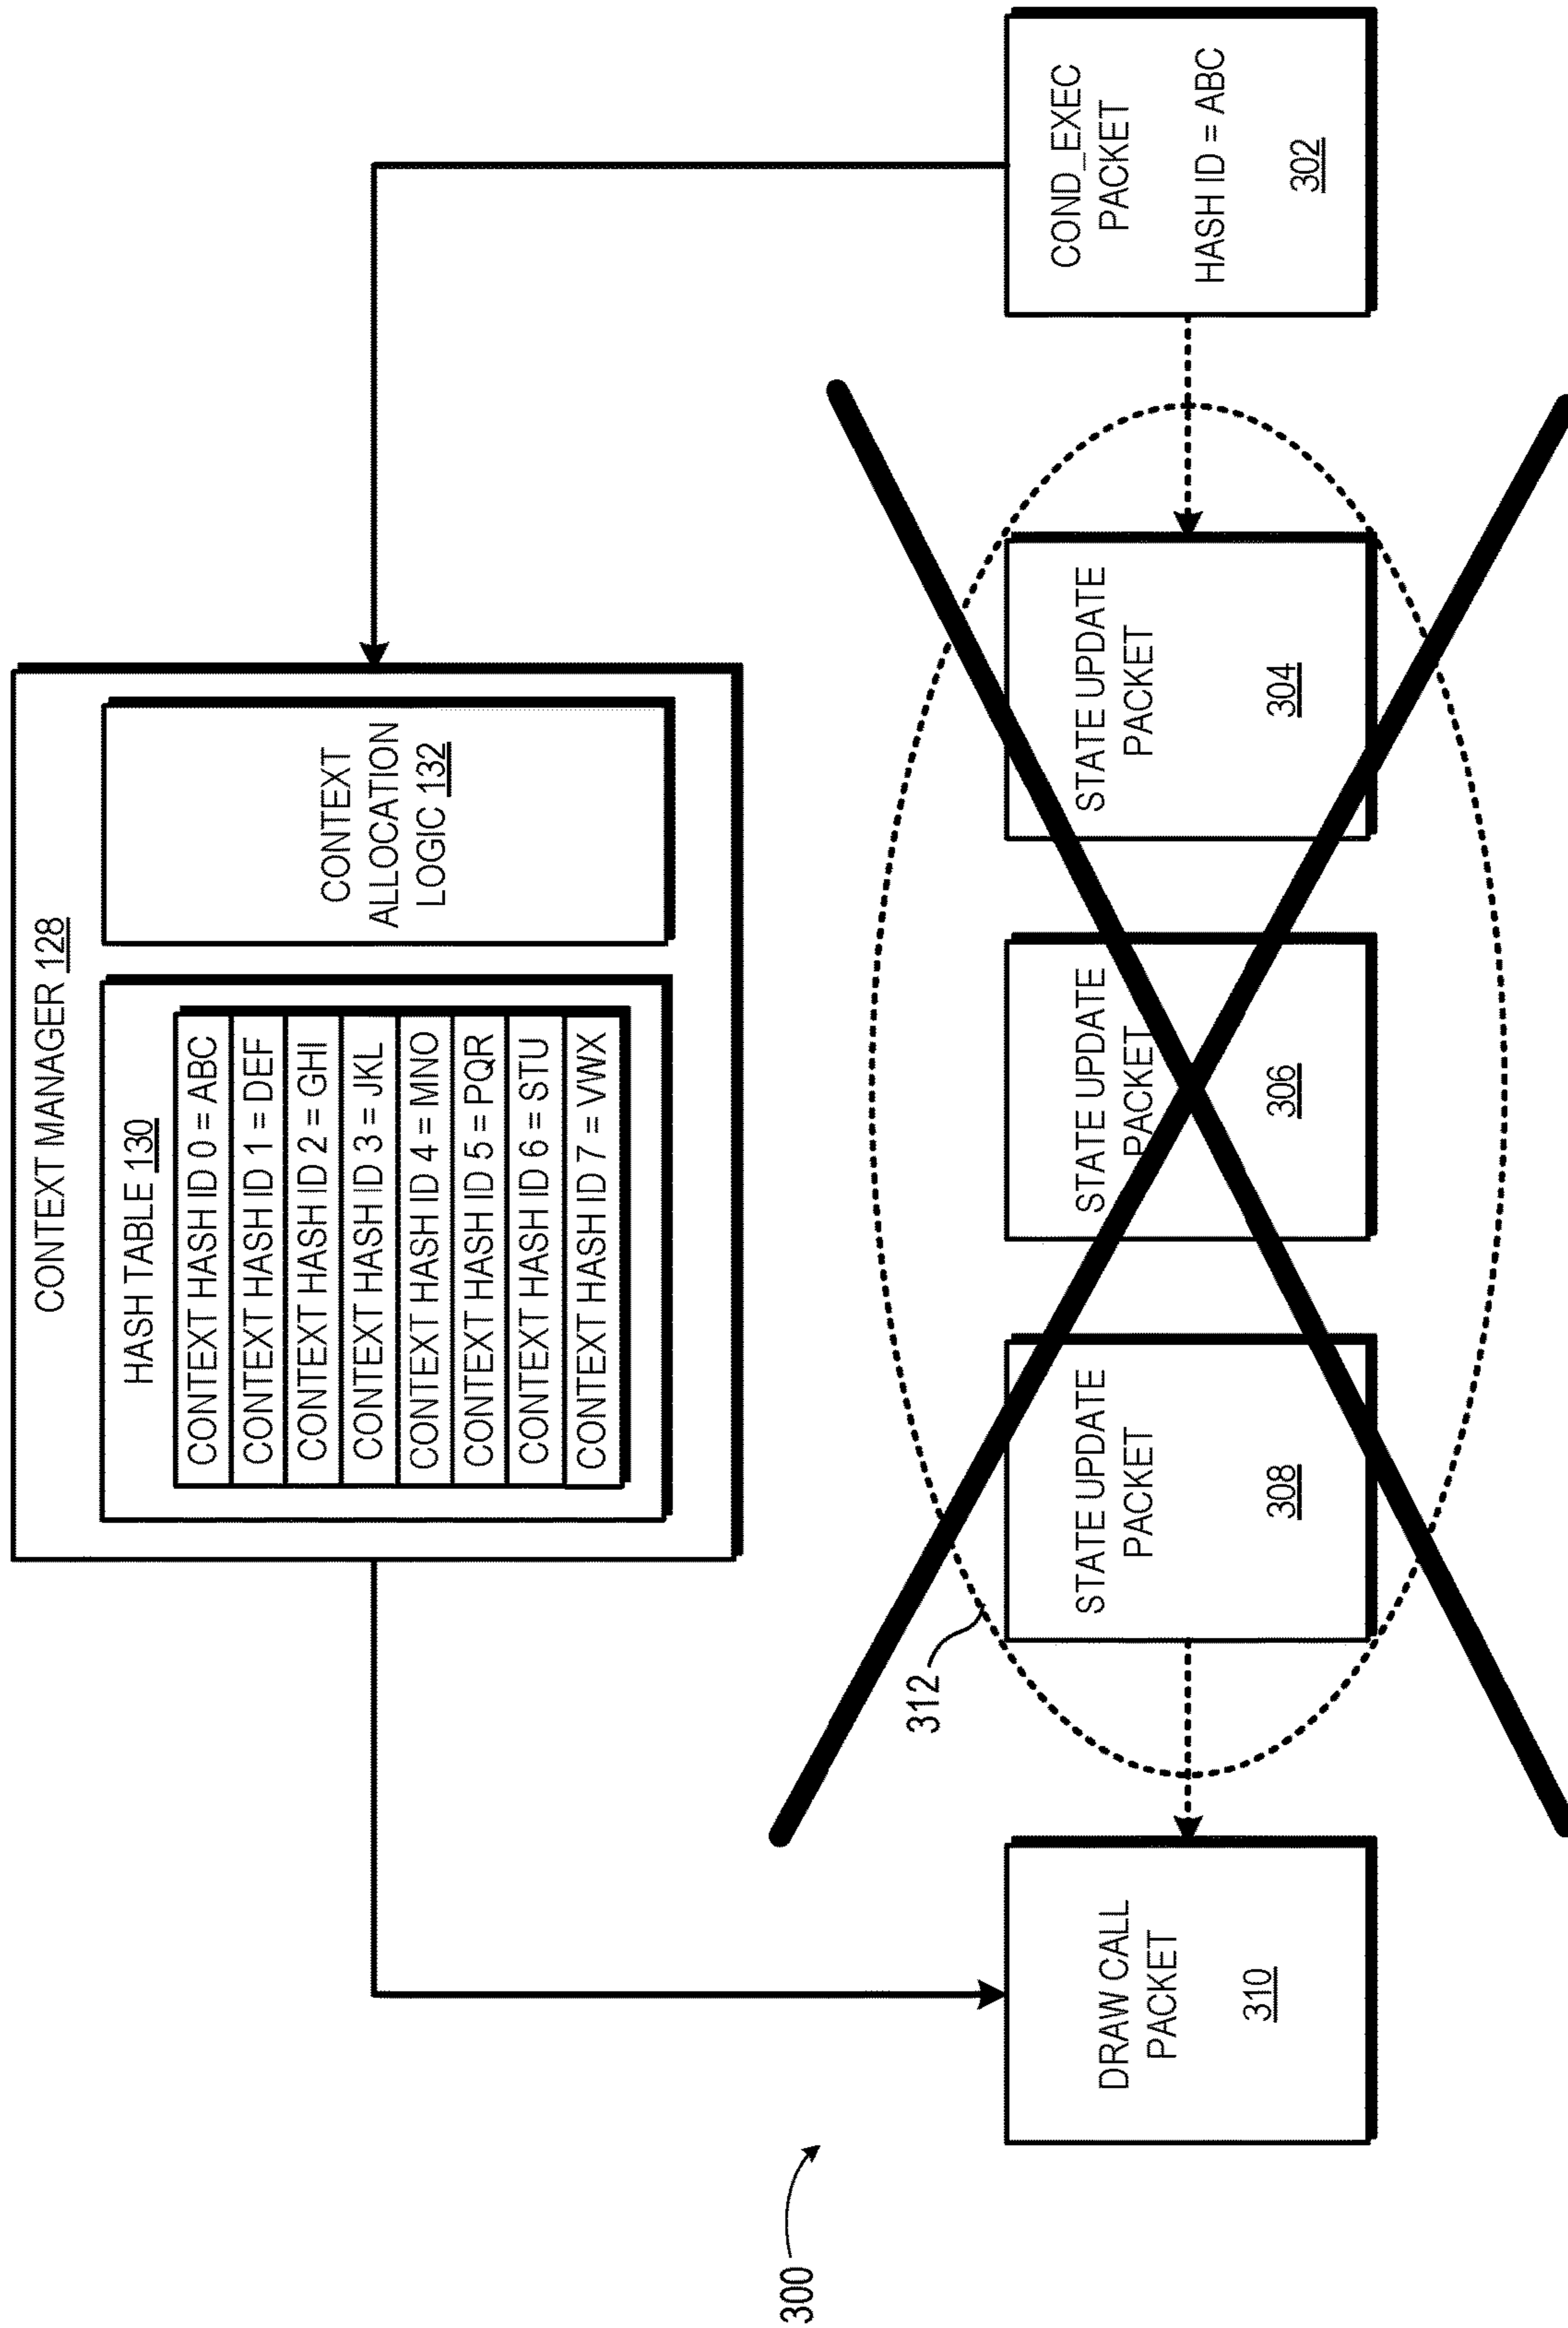 CONTEXT MANAGER 128
HASH TABLE 130
CONTEXT HASH ID 0 = ABC
CONTEXT HASH ID 1 = DEF
CONTEXT HASH ID 2 = GHI
CONTEXT HASH ID 3 = JKL
CONTEXT HASH ID 4 = MNO
CONTEXT HASH ID 5 = PQR
CONTEXT HASH ID 6 = STU
CONTEXT HASH ID 7 = VWX
CONTEXT
ALLOCATION
LOGIC 132
300
DRAW CALL
PACKET
310
312
STATE UPDATE
PACKET
308
STATE UPDATE
PACKET
306
STATE UPDATE
PACKET
304
COND_EXEC
PACKET
HASH ID = ABC
302